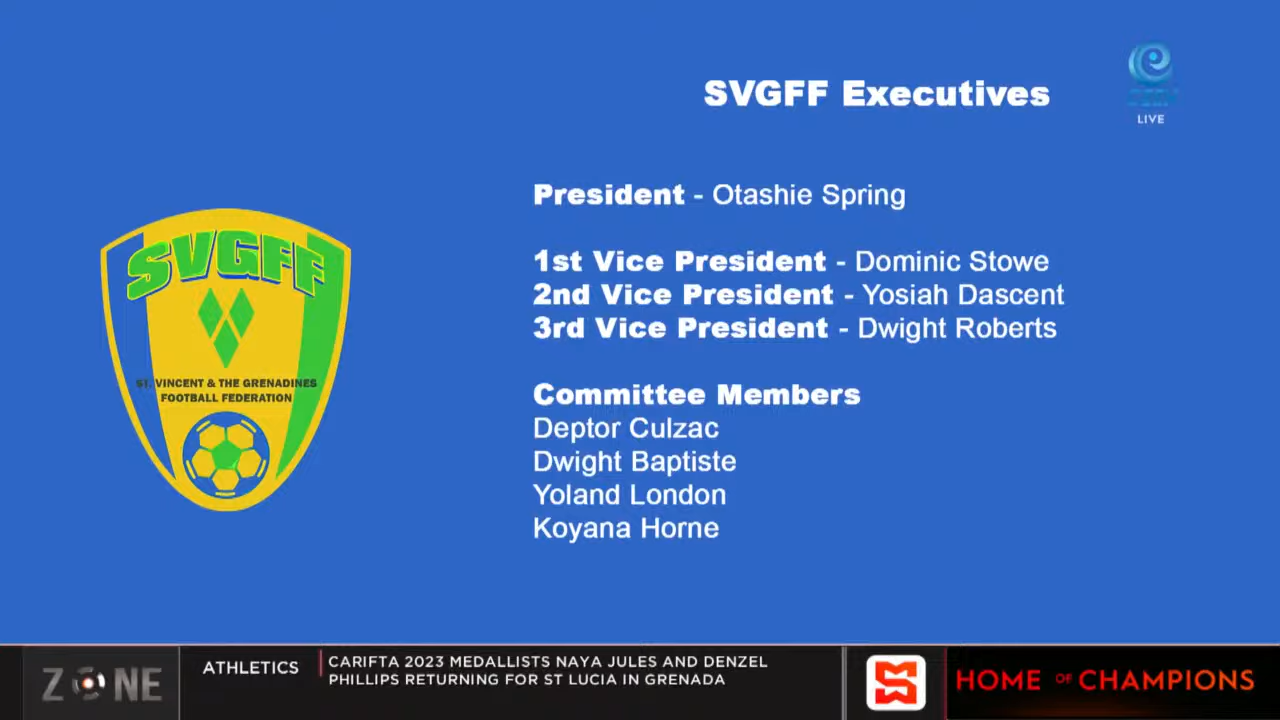 SVGFF Executives
LIVE
President - Otashie Spring
1st Vice President - Dominic Stowe
2nd Vice President - Yosiah Dascent
3rd Vice President - Dwight Roberts
Committee Members
Deptor Culzac
Dwight Baptiste
Yoland London
Koyana Horne
SVGFF
ST. VINCENT & THE GRENADINES
FOOTBALL FEDERATION
ZONE
ATHLETICS
CARIFTA 2023 MEDALLISTS NAYA JULES AND DENZEL
PHILLIPS RETURNING FOR ST LUCIA IN GRENADA
HOME OF CHAMPIONS